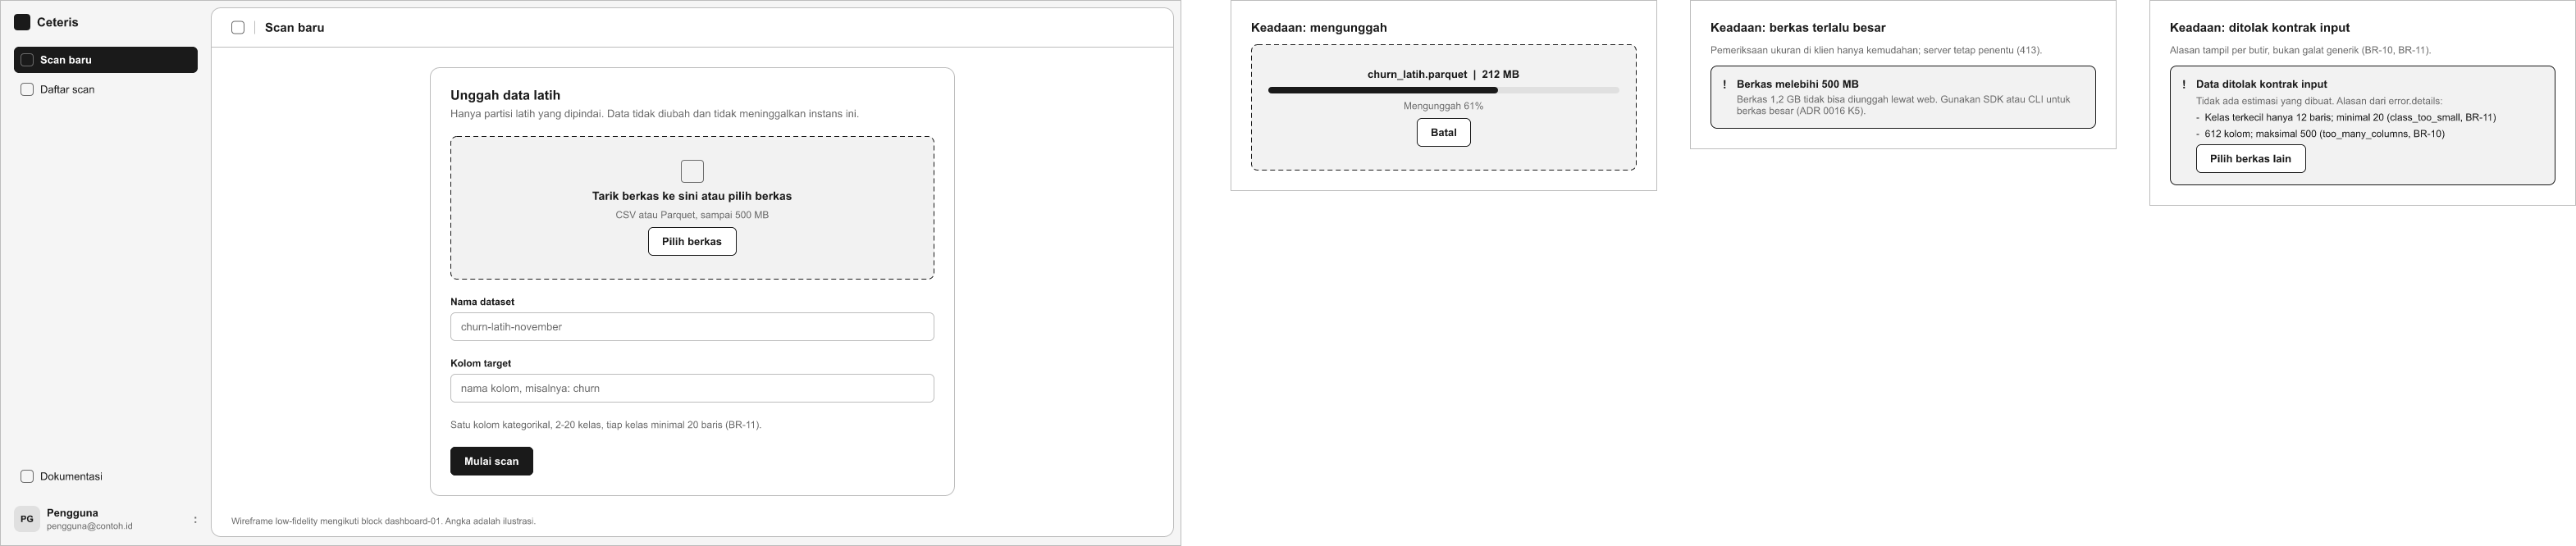 Ceteris
Scan baru
Daftar scan
Dokumentasi
PG
Pengguna
pengguna@contoh.id
Scan baru
Unggah data latih
Hanya partisi latih yang dipindai. Data tidak diubah dan tidak meninggalkan instans ini.
Tarik berkas ke sini atau pilih berkas
CSV atau Parquet, sampai 500 MB
Pilih berkas
Nama dataset
churn-latih-november
Kolom target
nama kolom, misalnya: churn
Satu kolom kategorikal, 2-20 kelas, tiap kelas minimal 20 baris (BR-11).
Mulai scan
Wireframe low-fidelity mengikuti block dashboard-01. Angka adalah ilustrasi.
Keadaan: mengunggah
churn_latih.parquet | 212 MB
Mengunggah 61%
Batal
Keadaan: berkas terlalu besar
Pemeriksaan ukuran di klien hanya kemudahan; server tetap penentu (413).
! Berkas melebihi 500 MB
Berkas 1,2 GB tidak bisa diunggah lewat web. Gunakan SDK atau CLI untuk
berkas besar (ADR 0016 K5).
Keadaan: ditolak kontrak input
Alasan tampil per butir, bukan galat generik (BR-10, BR-11).
! Data ditolak kontrak input
Tidak ada estimasi yang dibuat. Alasan dari error.details:
- Kelas terkecil hanya 12 baris; minimal 20 (class_too_small, BR-11)
- 612 kolom; maksimal 500 (too_many_columns, BR-10)
Pilih berkas lain